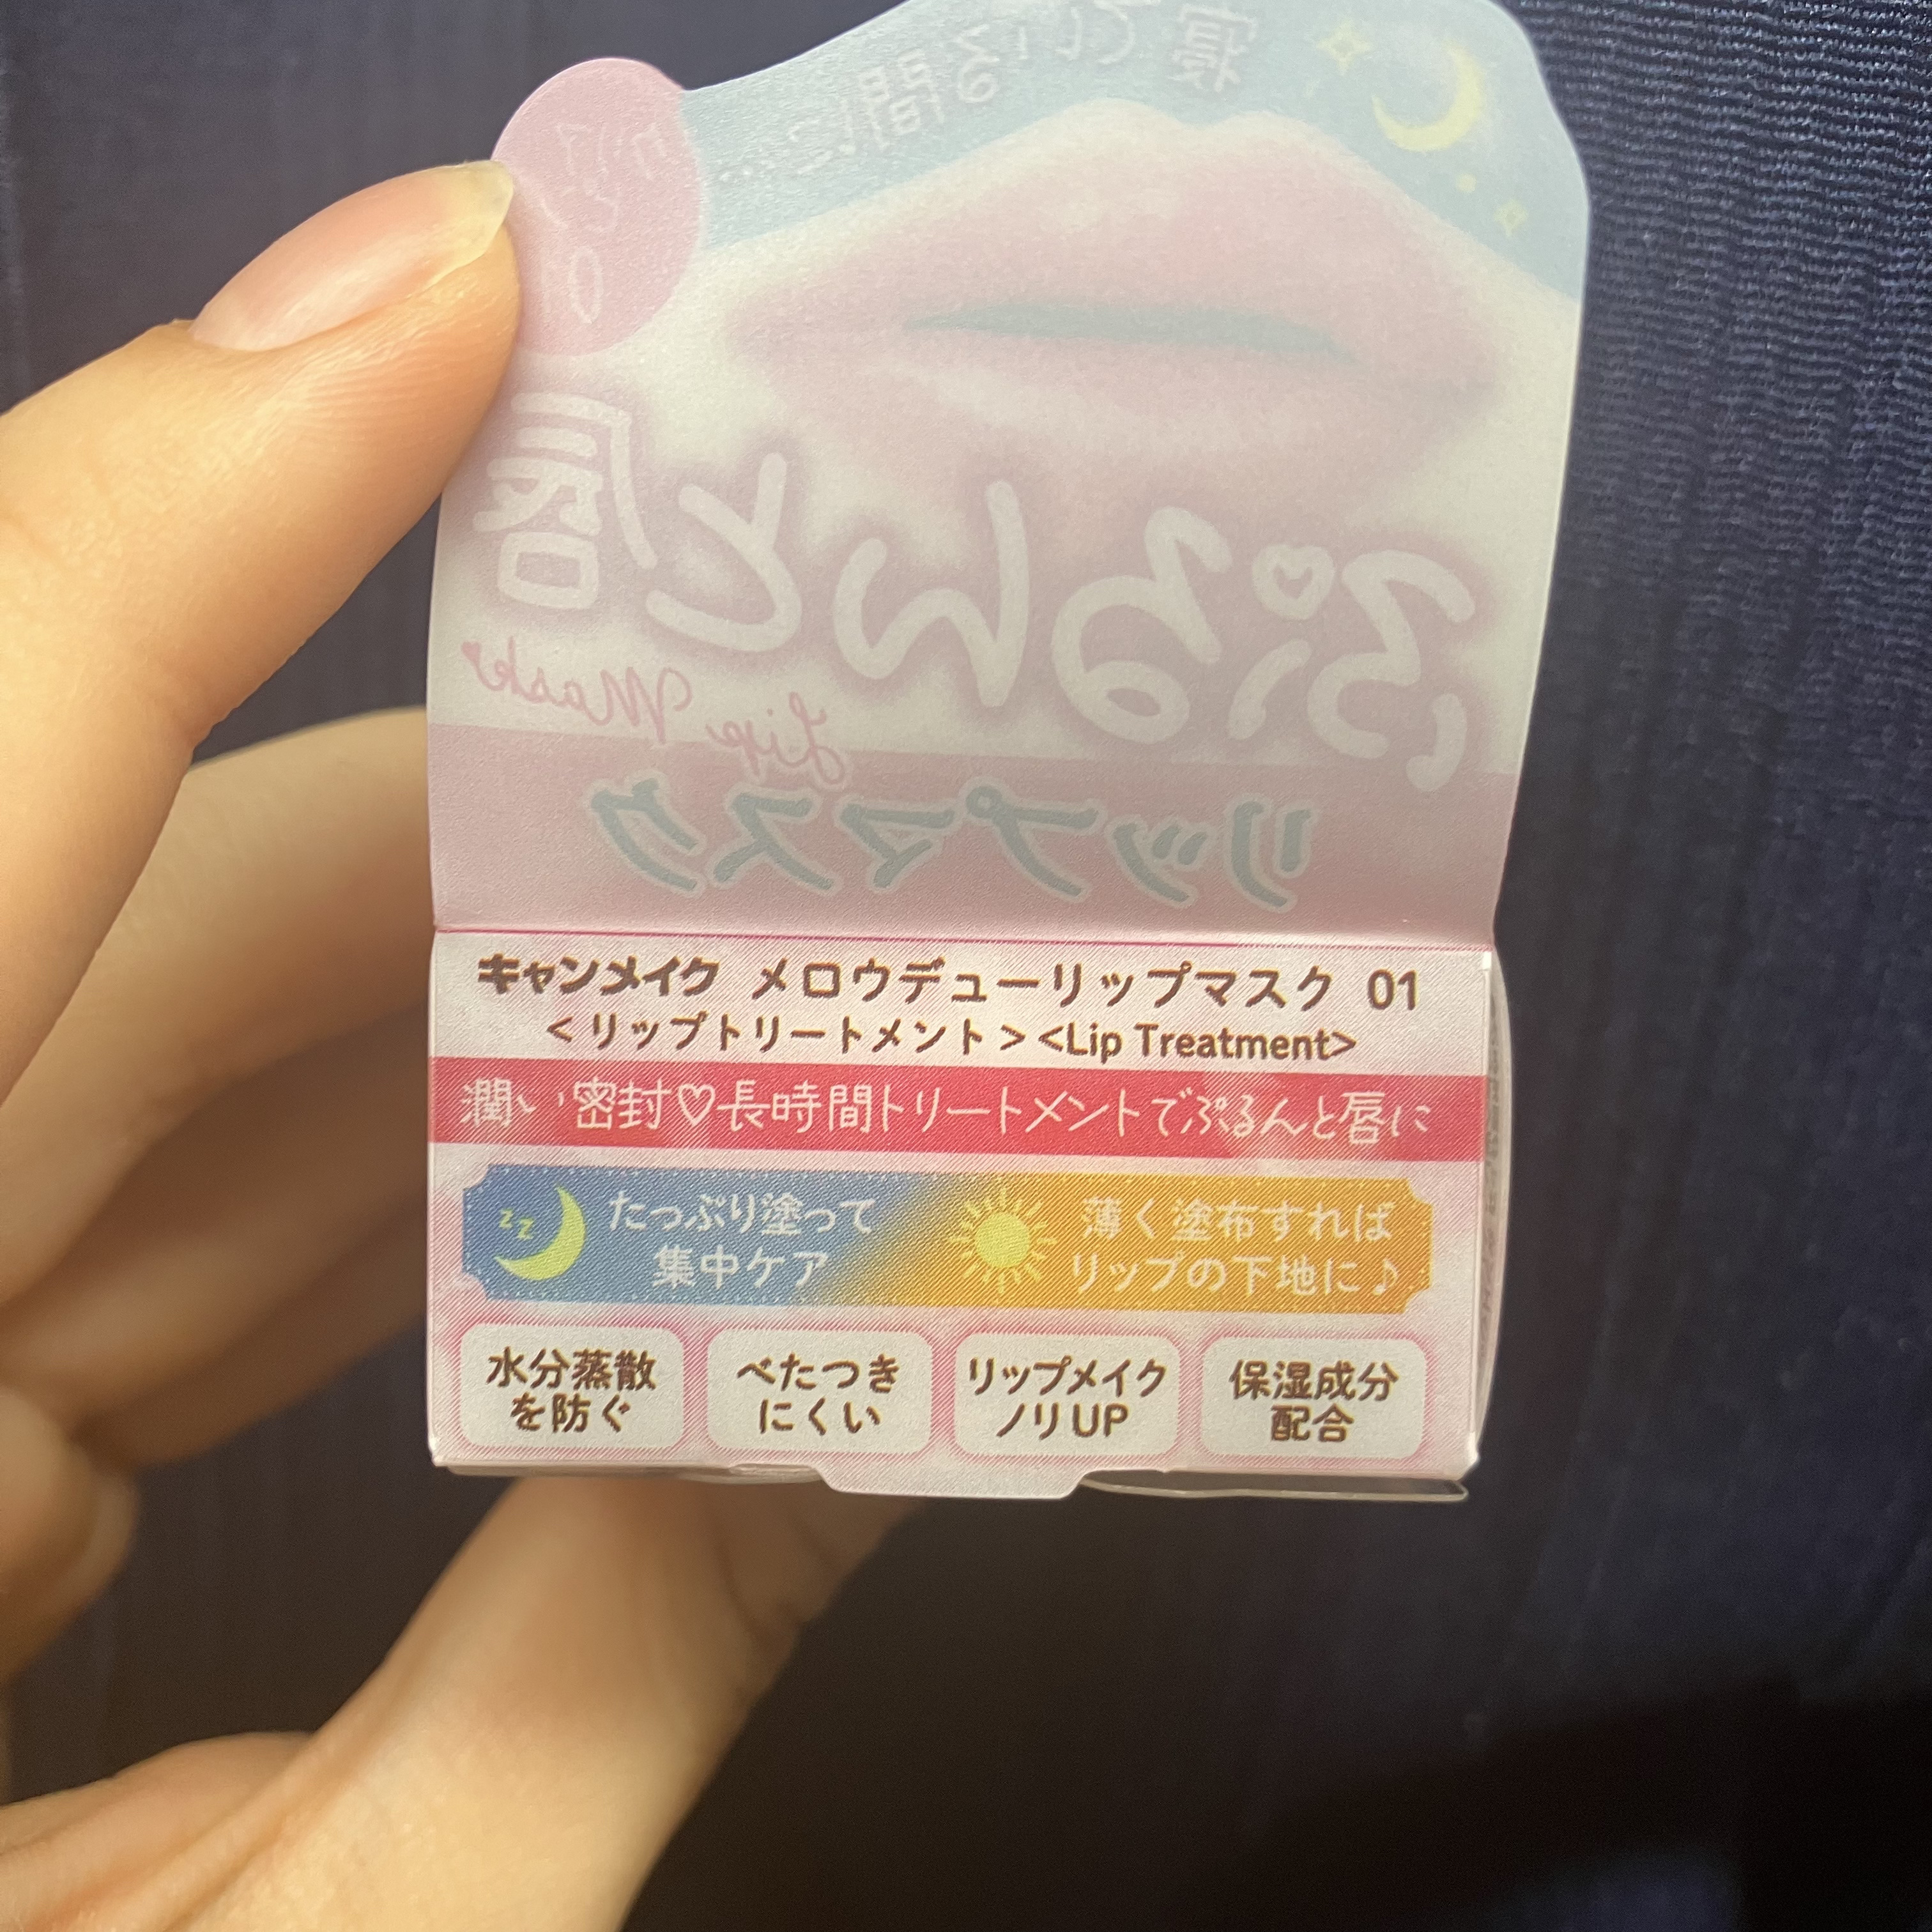 寝ている間に
クリア
ぷるんと唇
Lip Mask
リップマスク
キャンメイク メロウデューリップマスク 01
<リップトリートメント><Lip Treatment>
潤い密封♡長時間トリートメントでぷるんと唇に
zz たっぷり塗って
集中ケア
薄く塗布すれば
リップの下地に♪
水分蒸散
を防ぐ
べたつき
にくい
リップメイク
ノリUP
保湿成分
配合